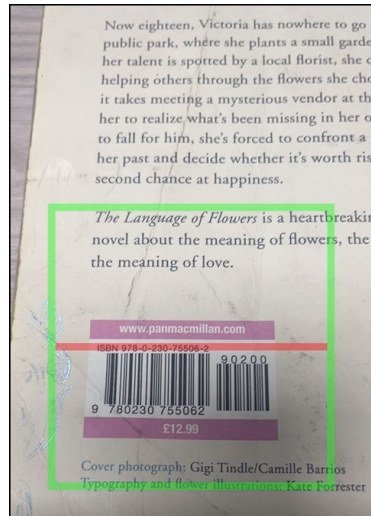 Now eighteen, Victoria has nowhere to go
public park, where she plants a small garde
her talent is spotted by a local florist, she
helping others through the flowers she cho
it takes meeting a mysterious vendor at th
her to realize what's been missing in her
to fall for him, she's forced to confront a
her past and decide whether it's worth ris
second chance at happiness.
The Language of Flowers is a heartbreakin
novel about the meaning of flowers, the
the meaning of love.
www.panmacmillan.com
ISBN 978-0-230-75506-2
90200
9 780230 755062
£12.99
Cover photograph: Gigi Tindle/Camille Barrios
Typography and flower illustrations: Kate Forrester